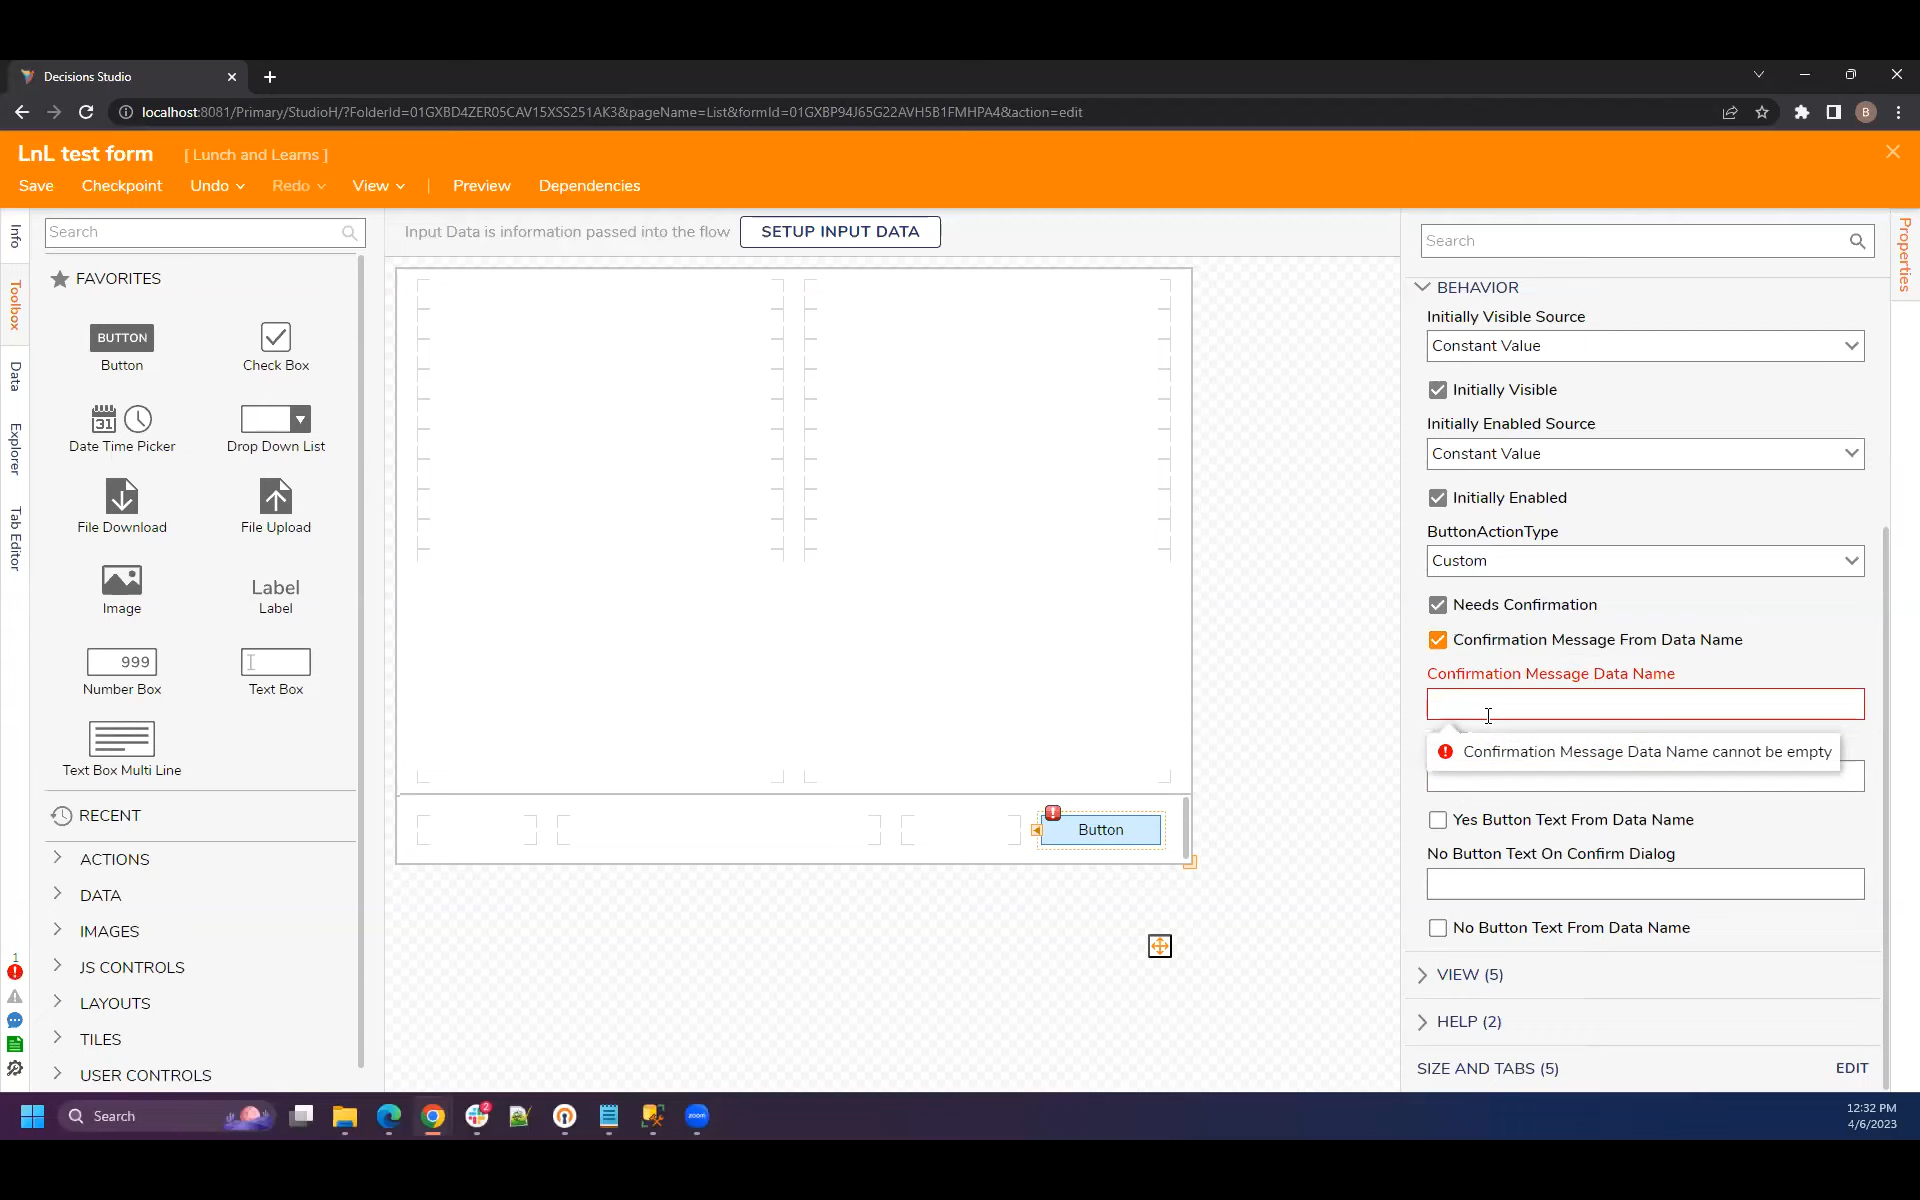 Decisions Studio
localhost:8081/Primary/StudioH/?FolderId=01GXBD4ZER05CAV15XSS251AK3&pageName=List&formId=01GXBP94J65G22AVH5B1FMHPA4&action=edit
B
LnL test form [ Lunch and Learns ]
Save Checkpoint Undo Redo View | Preview Dependencies
Info
Toolbox
Data
Explorer
Tab Editor
1
Search
FAVORITES
BUTTON
Button
Check Box
31
Date Time Picker
Drop Down List
File Download
File Upload
Image
Label
Label
999
Number Box
Text Box
Text Box Multi Line
RECENT
ACTIONS
DATA
IMAGES
JS CONTROLS
LAYOUTS
TILES
USER CONTROLS
Input Data is information passed into the flow
SETUP INPUT DATA
Button
Properties
Search
BEHAVIOR
Initially Visible Source
Constant Value
Initially Visible
Initially Enabled Source
Constant Value
Initially Enabled
ButtonActionType
Custom
Needs Confirmation
Confirmation Message From Data Name
Confirmation Message Data Name
Confirmation Message Data Name cannot be empty
Yes Button Text From Data Name
No Button Text On Confirm Dialog
No Button Text From Data Name
VIEW (5)
HELP (2)
SIZE AND TABS (5)
EDIT
Search
2
zoom
12:32 PM
4/6/2023